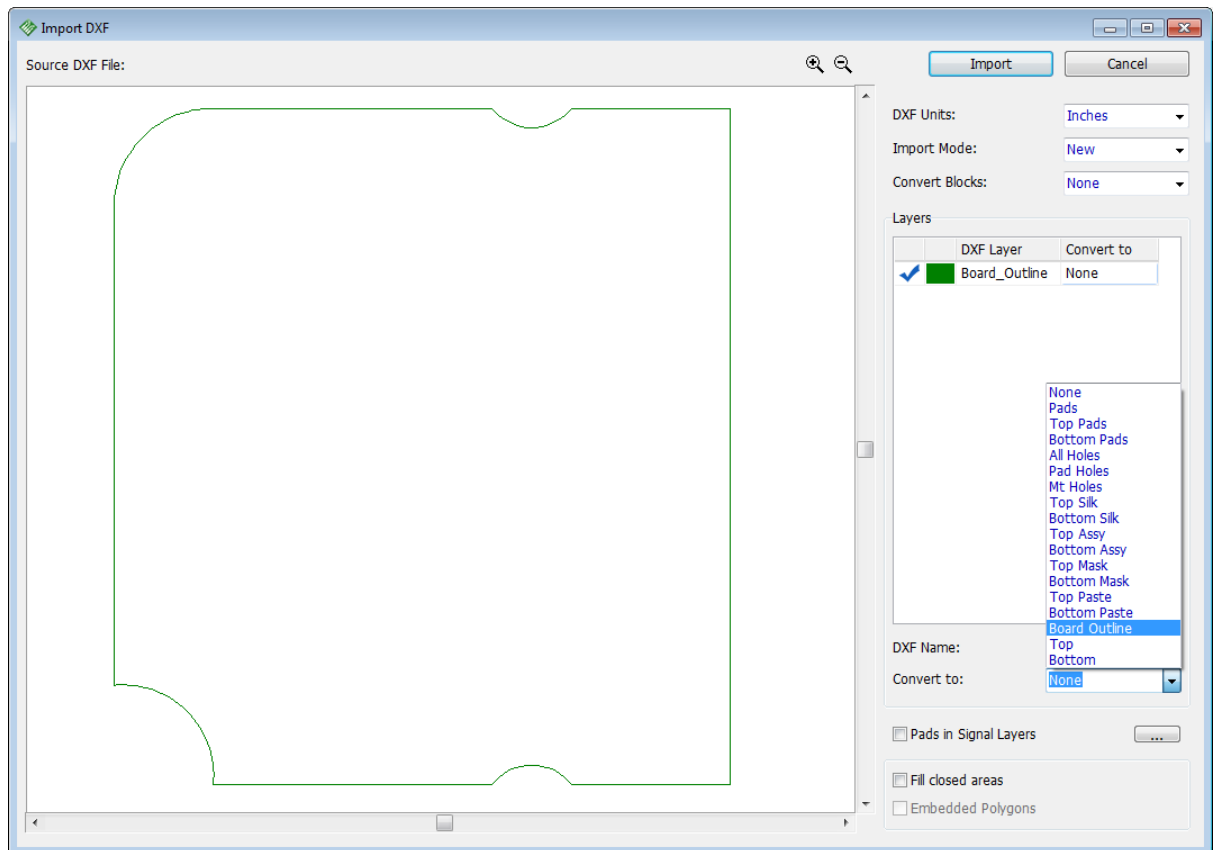 Import DXF
Source DXF File:
Import
Cancel
DXF Units:
Inches
Import Mode:
New
Convert Blocks:
None
Layers
DXF Layer Convert to
Board_Outline None
None
Pads
Top Pads
Bottom Pads
All Holes
Pad Holes
Mt Holes
Top Silk
Bottom Silk
Top Assy
Bottom Assy
Top Mask
Bottom Mask
Top Paste
Bottom Paste
Board Outline
Top
Bottom
DXF Name:
Convert to:
None
Pads in Signal Layers
...
Fill closed areas
Embedded Polygons